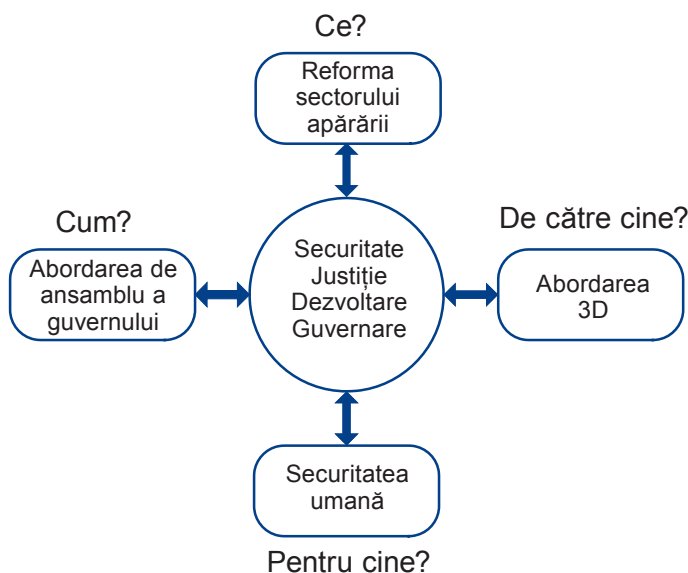 Ce?
Reforma
sectorului
apărării
Cum?
Abordarea de
ansamblu a
guvernului
Securitate
Justiție
Dezvoltare
Guvernare
De către cine?
Abordarea
3D
Securitatea
umană
Pentru cine?